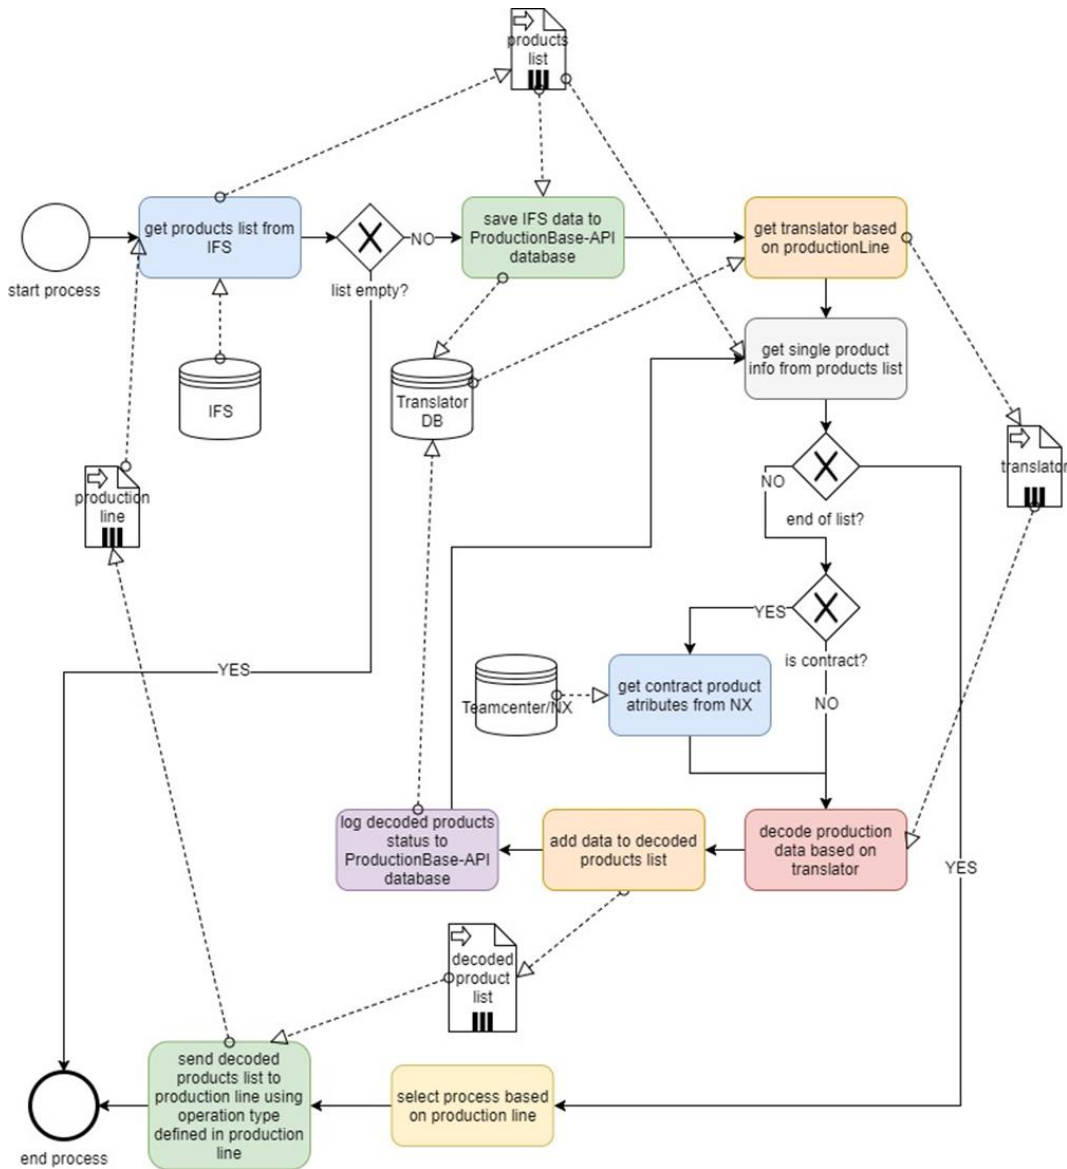 products
list
get products list from
IFS
NO
save IFS data to
ProductionBase-API
database
get translator based
on productionLine
start process
list empty?
get single product
info from products list
IFS
Translator
DB
translator
production
line
NO
end of list?
YES
is contract?
YES
get contract product
atributes from NX
Teamcenter/NX
NO
log decoded products
status to
ProductionBase-API
database
add data to decoded
products list
decode production
data based on
translator
YES
decoded
product
list
send decoded
products list to
production line using
operation type
defined in production
line
select process based
on production line
end process